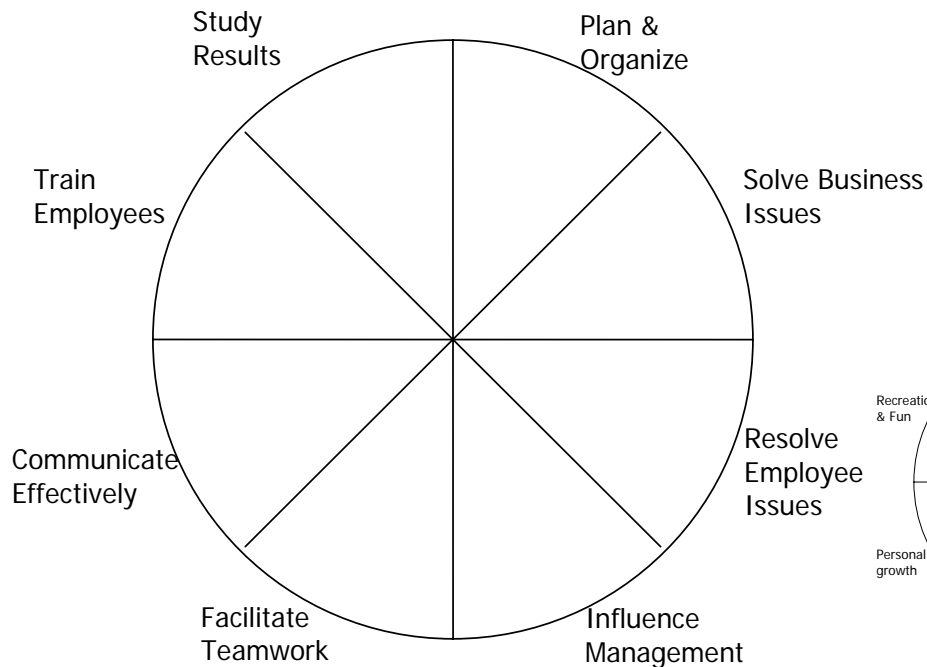 Study
Results
Plan &
Organize
Train
Employees
Solve Business
Issues
& Fun
Communicate
Effectively
Resolve
Employee
Issues
Personal
growth
Facilitate
Teamwork
Influence
Management